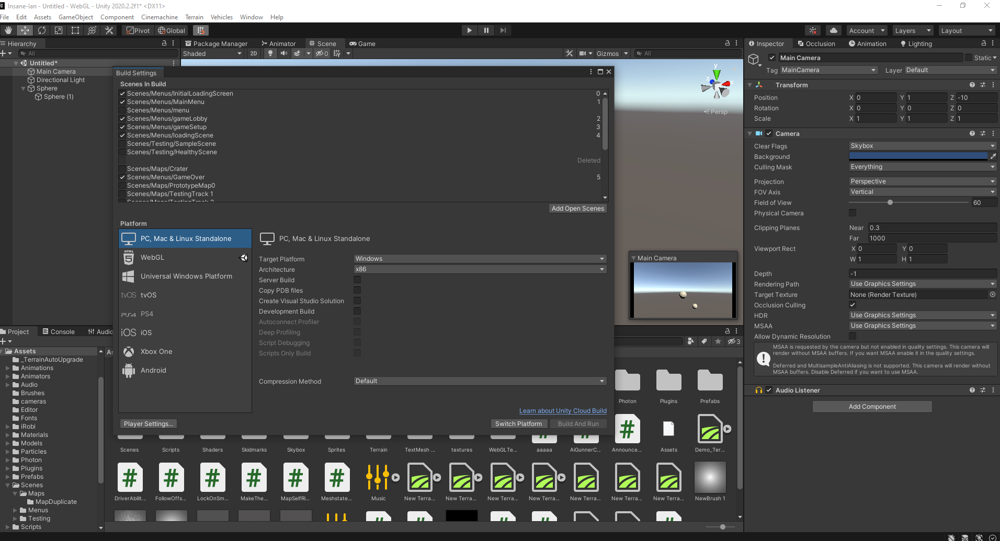 Insane-Ian - Untitled - WebGL - Unity 2020.2.2f1* <DX11>
File Edit Assets GameObject Component Cinemachine Terrain Vehicles Window Help
Pivot Global Account Layers Layout
Hierarchy
All
Untitled*
Main Camera
Directional Light
Sphere
Sphere (1)
Package Manager Animator Scene Game
Shaded 2D 0 Gizmos All
y
x
z
Persp
Main Camera
Build Settings
Scenes In Build
Scenes/Menus/InitialLoadingScreen 0
Scenes/Menus/MainMenu 1
Scenes/Menus/menu
Scenes/Menus/gameLobby 2
Scenes/Menus/gameSetup 3
Scenes/Menus/loadingScene 4
Scenes/Testing/SampleScene
Scenes/Testing/HealthyScene
Deleted
Scenes/Maps/Crater
Scenes/Menus/GameOver 5
Scenes/Maps/PrototypeMap0
Scenes/Maps/TestingTrack 1
Scenes/Maps/TestingTrack 2
Add Open Scenes
Platform
PC, Mac & Linux Standalone
HTML
WebGL
Universal Windows Platform
tvOS tvOS
PS4 PS4
iOS iOS
Xbox One
Android
PC, Mac & Linux Standalone
Target Platform Windows
Architecture x86
Server Build
Copy PDB files
Create Visual Studio Solution
Development Build
Autoconnect Profiler
Deep Profiling
Script Debugging
Scripts Only Build
Compression Method Default
Learn about Unity Cloud Build
Player Settings... Switch Platform Build And Run
Inspector Occlusion Animation Lighting
Main Camera Static
Tag MainCamera Layer Default
Transform
Position X 0 Y 1 Z -10
Rotation X 0 Y 0 Z 0
Scale X 1 Y 1 Z 1
Camera
Clear Flags Skybox
Background
Culling Mask Everything
Projection Perspective
FOV Axis Vertical
Field of View 60
Physical Camera
Clipping Planes Near 0.3
Far 1000
Viewport Rect X 0 Y 0
W 1 H 1
Depth -1
Rendering Path Use Graphics Settings
Target Texture None (Render Texture)
Occlusion Culling
HDR Use Graphics Settings
MSAA Use Graphics Settings
Allow Dynamic Resolution
MSAA is requested by the camera but not enabled in quality settings. This camera will
render without MSAA buffers. If you want MSAA enable it in the quality settings.
Deferred and MultisampleAntiAliasing is not supported. This camera will render without
MSAA buffers. Disable Deferred if you want to use MSAA.
Audio Listener
Add Component
Project Console Audio
3
Assets
_TerrainAutoUpgrade
Animations
Animators
Audio
Brushes
cameras
Editor
Fonts
iRobi
Materials
Models
Particles
Photon
Plugins
Prefabs
Scenes
Maps
MapDuplicate
Menus
Testing
Scripts
As
Photon Plugins Prefabs
Scenes Scripts Shaders Skidmarks Skybox Sprites Terrain TextMesh ... textures WebGLTe... aaaaa AiGunnerC... Announce... Assets Demo_Ter...
DriverAbilit... FollowOffs... LockOnSm... MakeThe... MapSelfRi... Meshstate... Music New Terra... New Terra... New Terra... New Terra... New Terra... New Terra... New Terra... NewBrush 1